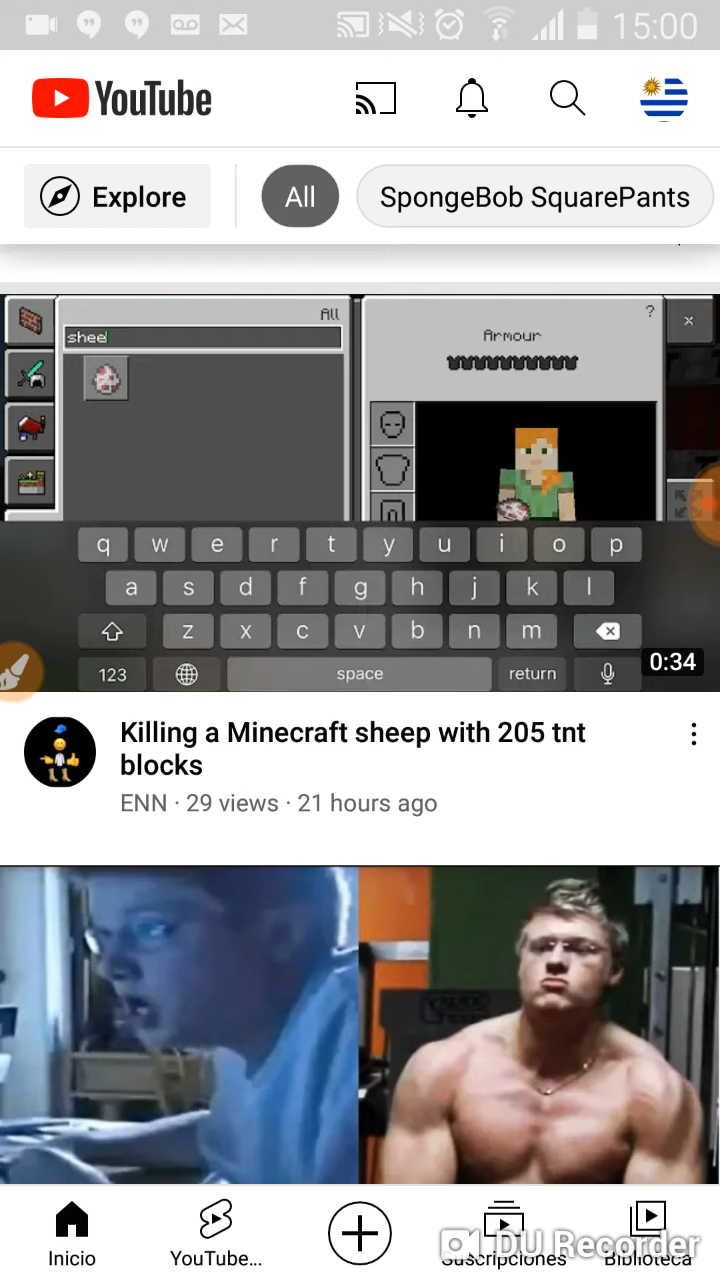 15:00
YouTube
Explore
All
SpongeBob SquarePants
All
shee
?
Armour
q w e r t y u i o p
a s d f g h j k l
z x c v b n m
123
space
return
0:34
Killing a Minecraft sheep with 205 tnt
blocks
ENN · 29 views · 21 hours ago
Inicio
YouTube...
Suscripciones
Biblioteca
DU Recorder